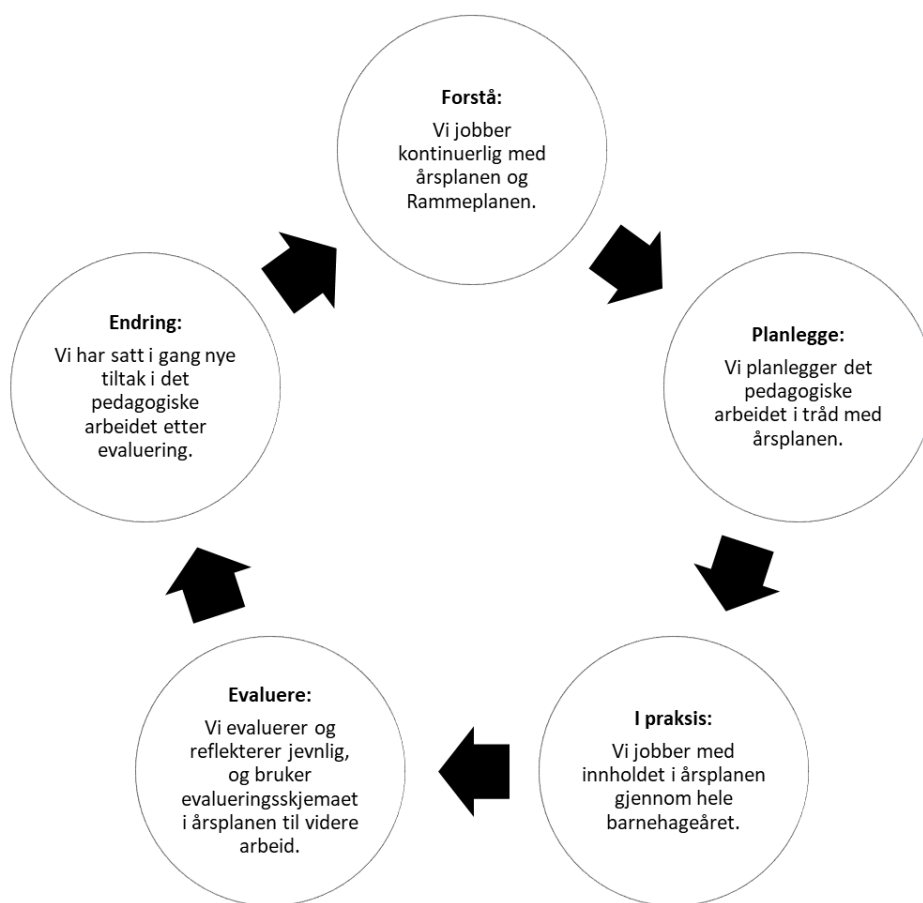 Forstå:
Vi jobber
kontinuerlig med
årsplanen og
Rammeplanen.
Planlegge:
Vi planlegger det
pedagogiske
arbeidet i tråd med
årsplanen.
I praksis:
Vi jobber med
innholdet i årsplanen
gjennom hele
barnehageåret.
Evaluere:
Vi evaluerer og
reflekterer jevnlig,
og bruker
evalueringsskjemaet
i årsplanen til videre
arbeid.
Endring:
Vi har satt i gang nye
tiltak i det
pedagogiske
arbeidet etter
evaluering.